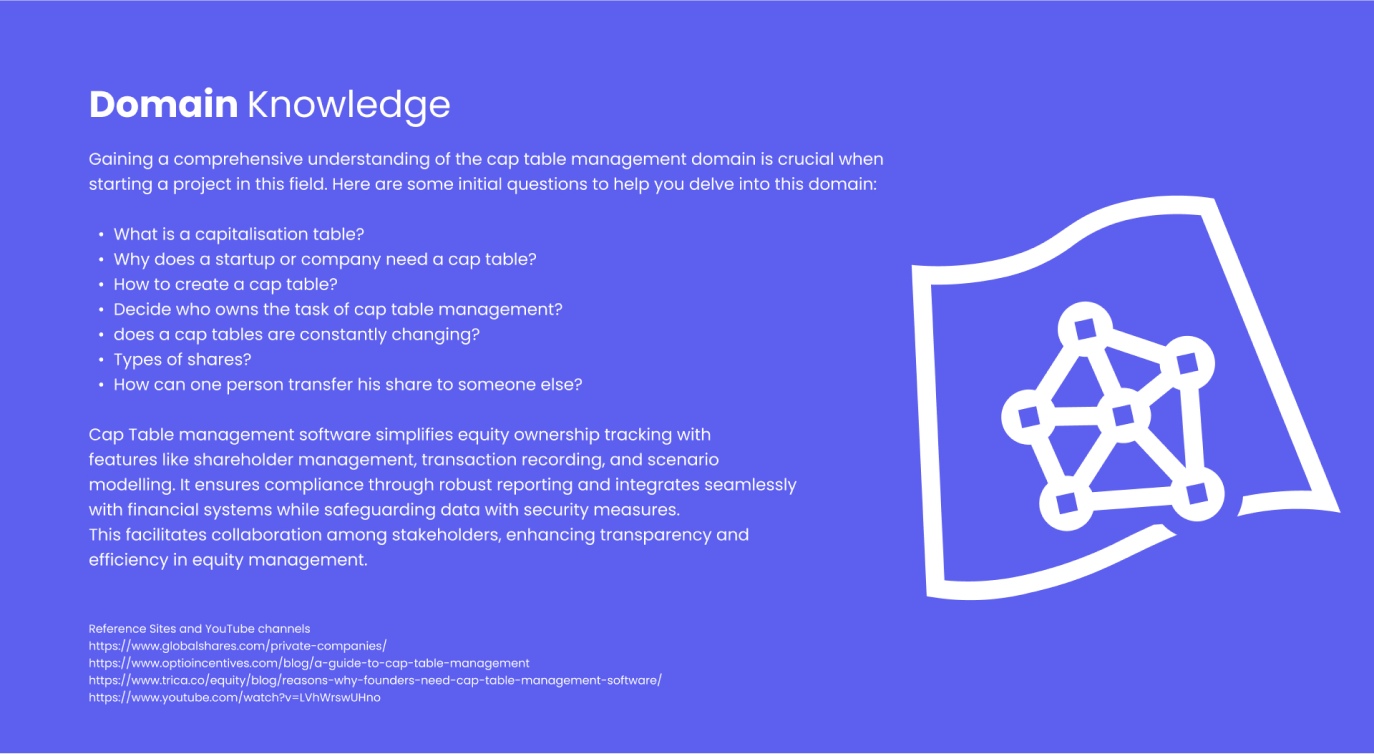 Domain Knowledge
Gaining a comprehensive understanding of the cap table management domain is crucial when
starting a project in this field. Here are some initial questions to help you delve into this domain:
• What is a capitalisation table?
• Why does a startup or company need a cap table?
• How to create a cap table?
• Decide who owns the task of cap table management?
• does a cap tables are constantly changing?
• Types of shares?
• How can one person transfer his share to someone else?
Cap Table management software simplifies equity ownership tracking with
features like shareholder management, transaction recording, and scenario
modelling. It ensures compliance through robust reporting and integrates seamlessly
with financial systems while safeguarding data with security measures.
This facilitates collaboration among stakeholders, enhancing transparency and
efficiency in equity management.
Reference Sites and YouTube channels
https://www.globalshares.com/private-companies/
https://www.optioincentives.com/blog/a-guide-to-cap-table-management
https://www.trica.co/equity/blog/reasons-why-founders-need-cap-table-management-software/
https://www.youtube.com/watch?v=LVhWrswUHno